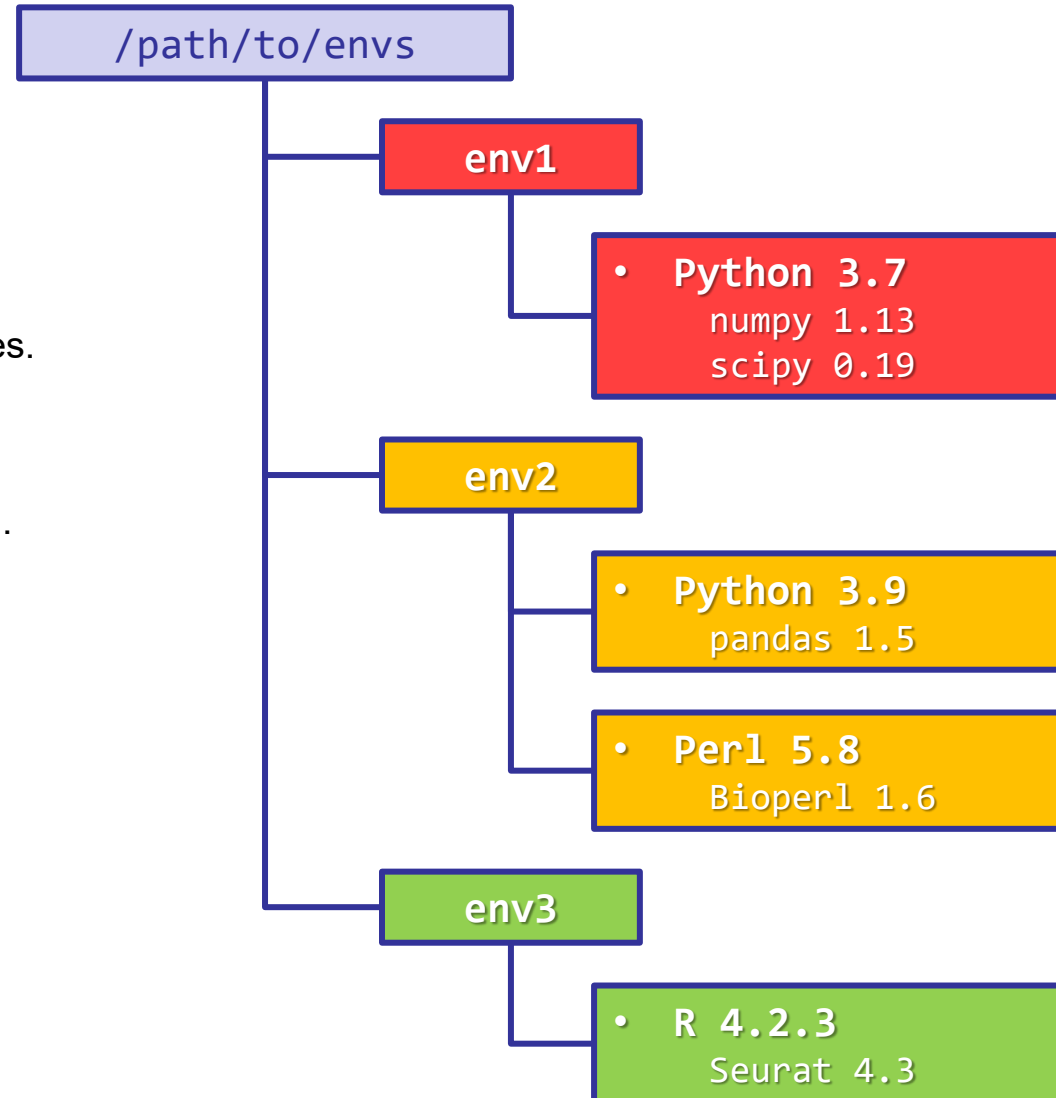 /path/to/envs
env1
• Python 3.7
numpy 1.13
scipy 0.19
es.
env2
.
• Python 3.9
pandas 1.5
• Perl 5.8
Bioperl 1.6
env3
• R 4.2.3
Seurat 4.3